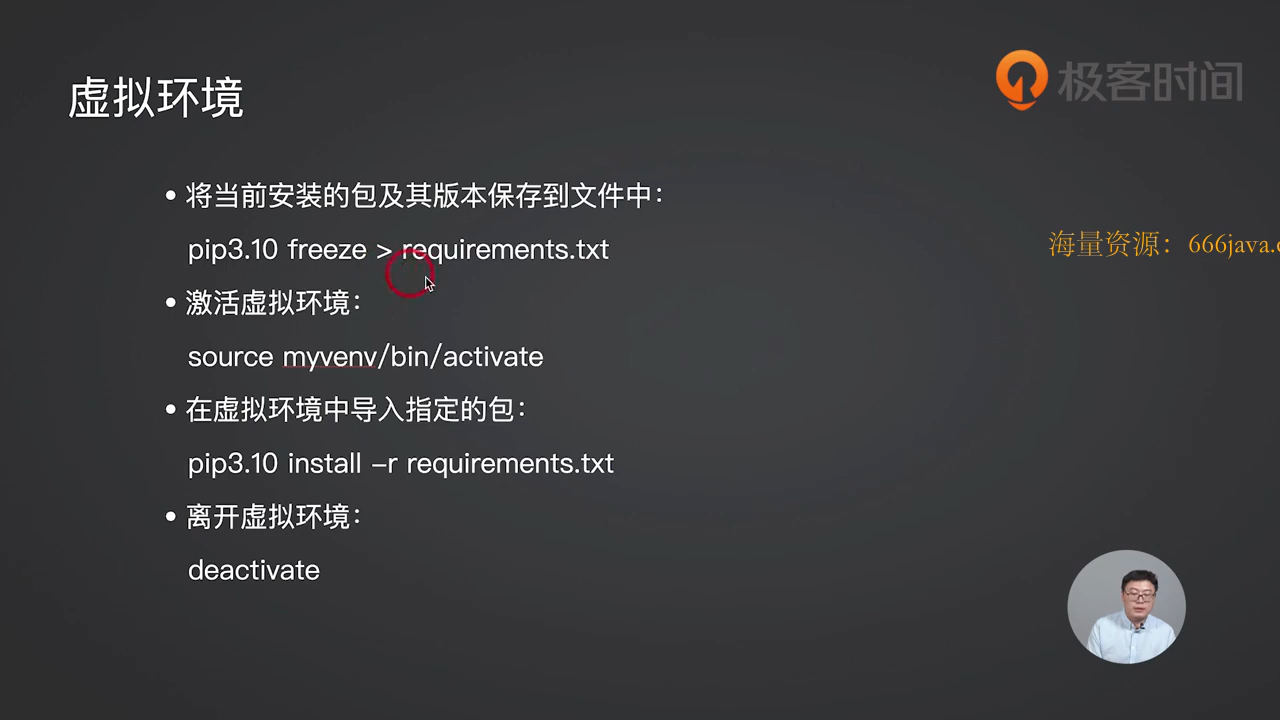 虚拟环境
极客时间
• 将当前安装的包及其版本保存到文件中：
pip3.10 freeze > requirements.txt
海量资源：666java.c
• 激活虚拟环境：
source myvenv/bin/activate
• 在虚拟环境中导入指定的包：
pip3.10 install –r requirements.txt
• 离开虚拟环境：
deactivate